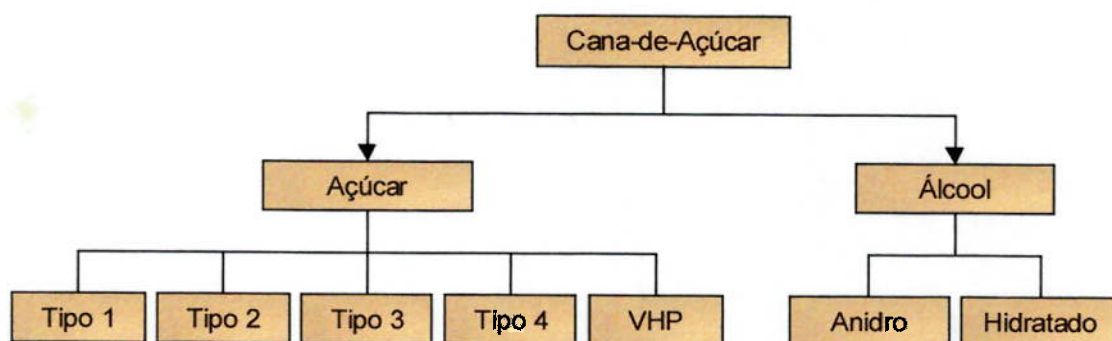 Cana-de-Açúcar
Açúcar
Álcool
Tipo 1
Tipo 2
Tipo 3
Tipo 4
VHP
Anidro
Hidratado